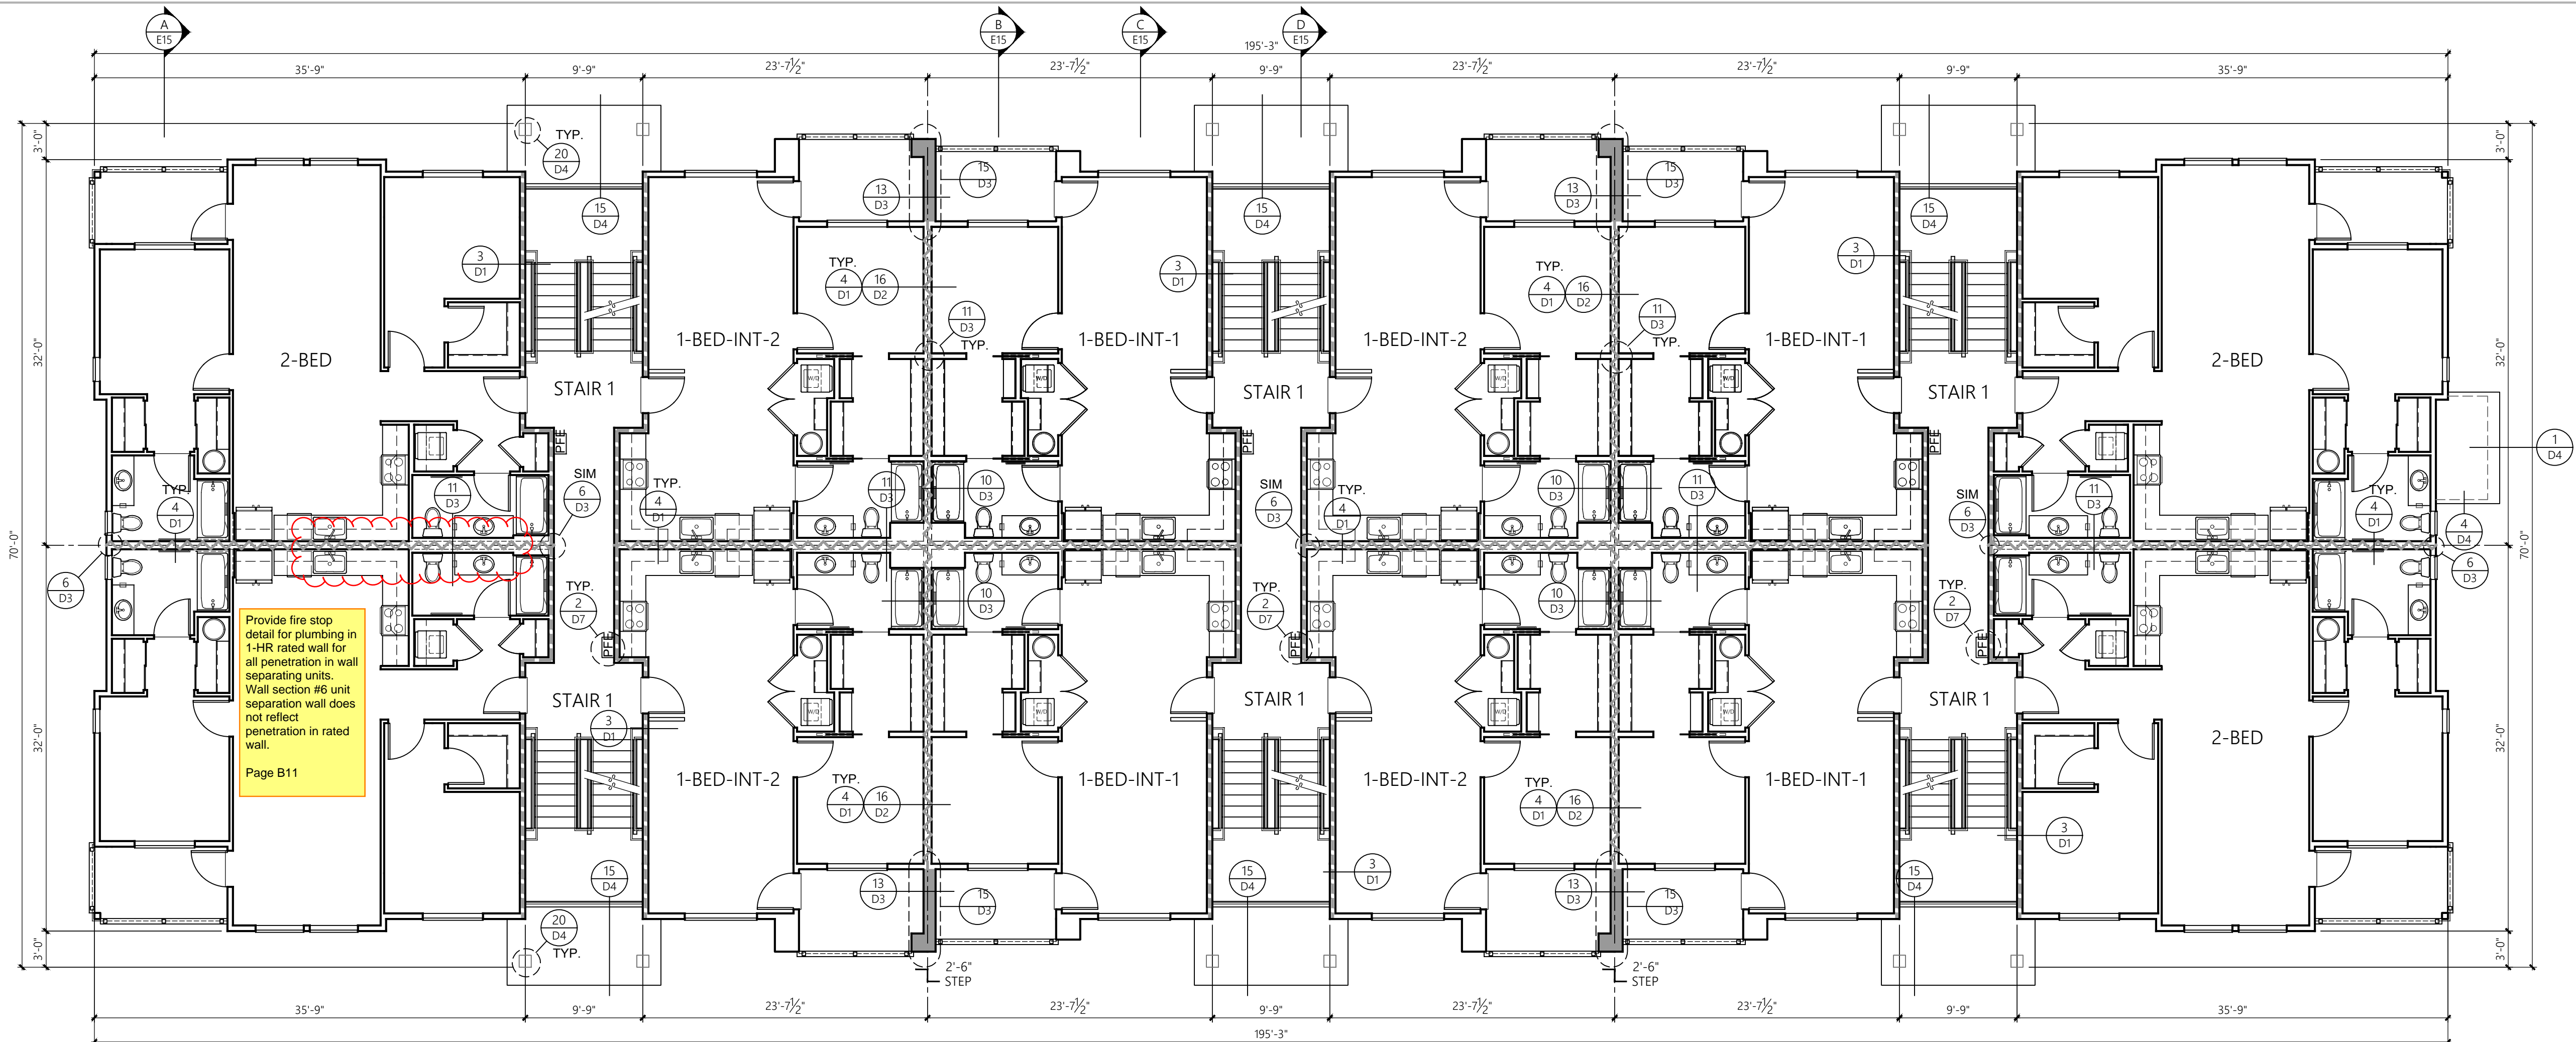 A
E15
B
E15
C
E15
D
E15
195'-3"
35'-9"
9'-9"
23'-7½"
23'-7½"
9'-9"
23'-7½"
23'-7½"
9'-9"
35'-9"
3'-0"
3'-0"
TYP.
20
D4
15
D4
13
D3
15
D3
15
D4
13
D3
15
D3
15
D4
3
D1
3
D1
3
D1
TYP.
4
D1
16
D2
TYP.
4
D1
16
D2
11
D3
TYP.
11
D3
TYP.
32'-0"
32'-0"
2-BED
1-BED-INT-2
1-BED-INT-1
1-BED-INT-2
1-BED-INT-1
2-BED
W/D
W/D
W/D
W/D
STAIR 1
STAIR 1
STAIR 1
PFE
PFE
PFE
1
D4
SIM
6
D3
SIM
6
D3
SIM
6
D3
TYP.
4
D1
11
D3
TYP.
4
D1
11
D3
10
D3
TYP.
4
D1
10
D3
11
D3
11
D3
TYP.
4
D1
4
D4
70'-0"
70'-0"
6
D3
6
D3
TYP.
2
D7
10
D3
TYP.
2
D7
10
D3
TYP.
2
D7
PFE
PFE
PFE
Provide fire stop
detail for plumbing in
1-HR rated wall for
all penetration in wall
separating units.
Wall section #6 unit
separation wall does
not reflect
penetration in rated
wall.
Page B11
STAIR 1
STAIR 1
STAIR 1
W/D
W/D
W/D
W/D
3
D1
32'-0"
32'-0"
1-BED-INT-2
1-BED-INT-1
1-BED-INT-2
1-BED-INT-1
2-BED
TYP.
4
D1
16
D2
TYP.
4
D1
16
D2
3
D1
3
D1
15
D4
13
D3
15
D3
15
D4
13
D3
15
D3
15
D4
20
D4
TYP.
3'-0"
3'-0"
2'-6"
STEP
2'-6"
STEP
35'-9"
9'-9"
23'-7½"
23'-7½"
9'-9"
23'-7½"
23'-7½"
9'-9"
35'-9"
195'-3"